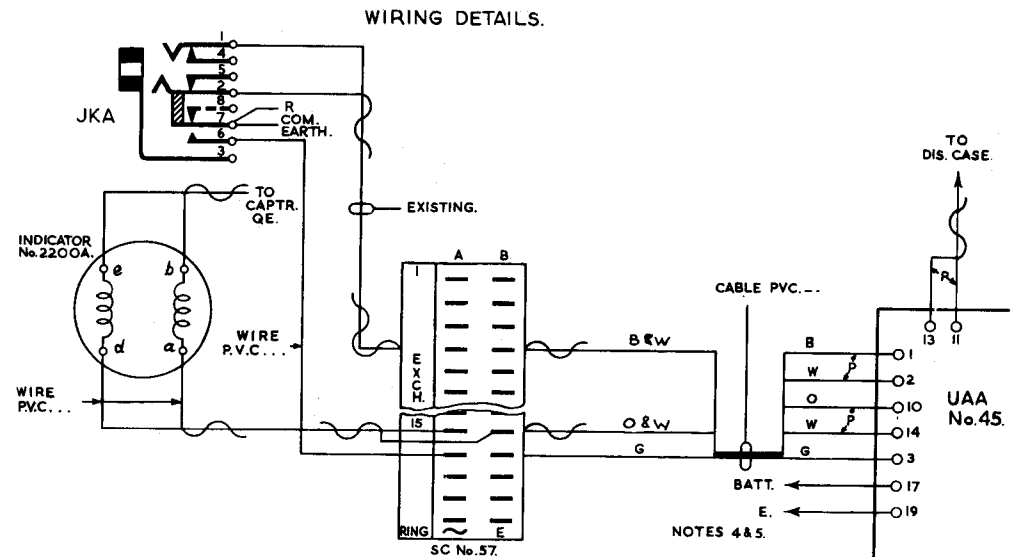 WIRING DETAILS.
1
4
5
2
8
7
6
3
JKA
R
COM.
EARTH.
TO
CAPTR.
QE.
EXISTING.
INDICATOR
No. 2200A.
e
b
d
a
WIRE
P.V.C...
WIRE
P.V.C...
A
B
1
EXCH.
15
RING
E
SC No.57.
B & W
O & W
G
CABLE PVC.--
B
P
W
O
P
W
G
BATT.
E.
NOTES 4 & 5.
TO
DIS. CASE.
R
13
11
1
2
10
14
3
17
19
UAA
No.45.